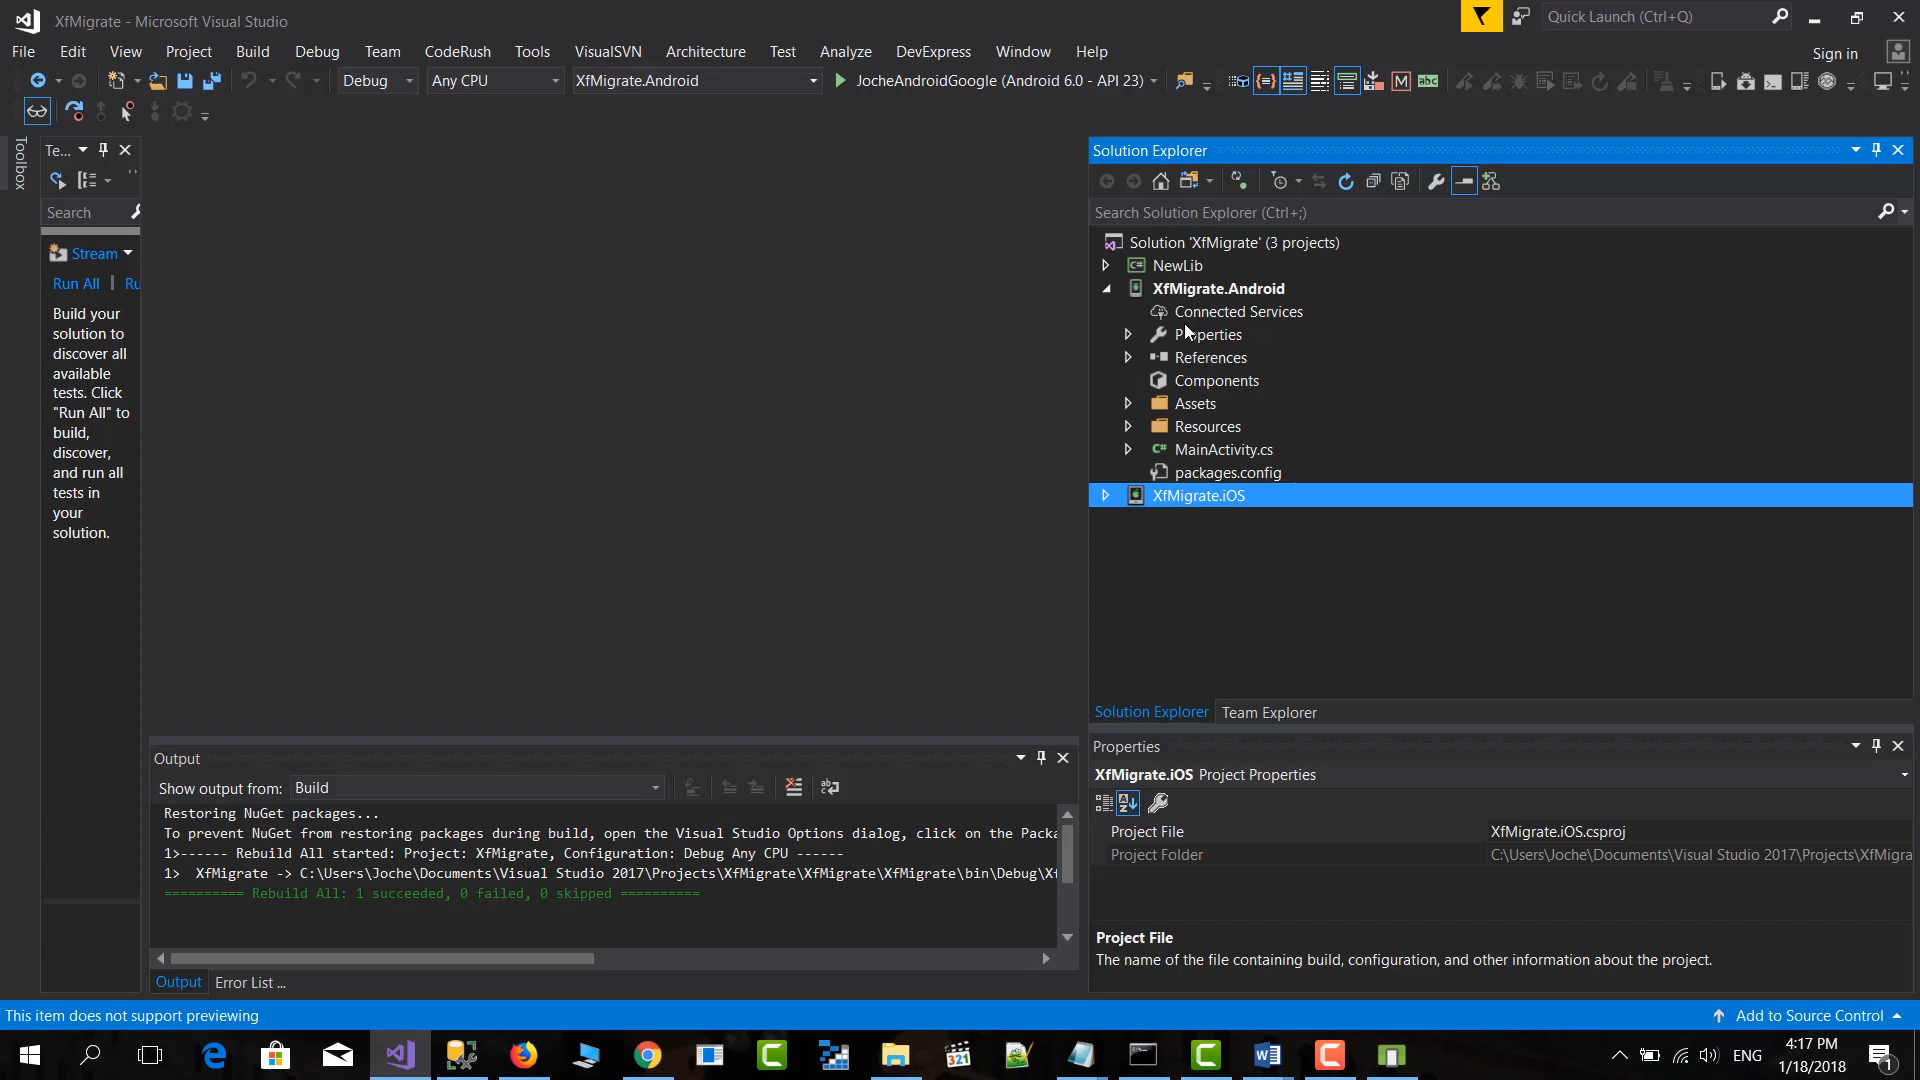 XfMigrate - Microsoft Visual Studio
Quick Launch (Ctrl+Q)
File Edit View Project Build Debug Team CodeRush Tools VisualSVN Architecture Test Analyze DevExpress Window Help
Sign in
Debug Any CPU XfMigrate.Android JocheAndroidGoogle (Android 6.0 - API 23)
Toolbox
Te...
Search
Stream
Run All | Ru
Build your
solution to
discover all
available
tests. Click
"Run All" to
build,
discover,
and run all
tests in
your
solution.
Solution Explorer
Search Solution Explorer (Ctrl+;)
Solution 'XfMigrate' (3 projects)
NewLib
XfMigrate.Android
Connected Services
Properties
References
Components
Assets
Resources
MainActivity.cs
packages.config
XfMigrate.iOS
Solution Explorer Team Explorer
Output
Show output from: Build
Restoring NuGet packages...
To prevent NuGet from restoring packages during build, open the Visual Studio Options dialog, click on the Packa
1>------ Rebuild All started: Project: XfMigrate, Configuration: Debug Any CPU ------
1>  XfMigrate -> C:\Users\Joche\Documents\Visual Studio 2017\Projects\XfMigrate\XfMigrate\XfMigrate\bin\Debug\Xf
========== Rebuild All: 1 succeeded, 0 failed, 0 skipped ==========
Output Error List ...
Properties
XfMigrate.iOS Project Properties
Project File XfMigrate.iOS.csproj
Project Folder C:\Users\Joche\Documents\Visual Studio 2017\Projects\XfMigra
Project File
The name of the file containing build, configuration, and other information about the project.
This item does not support previewing
Add to Source Control
ENG
4:17 PM
1/18/2018
1